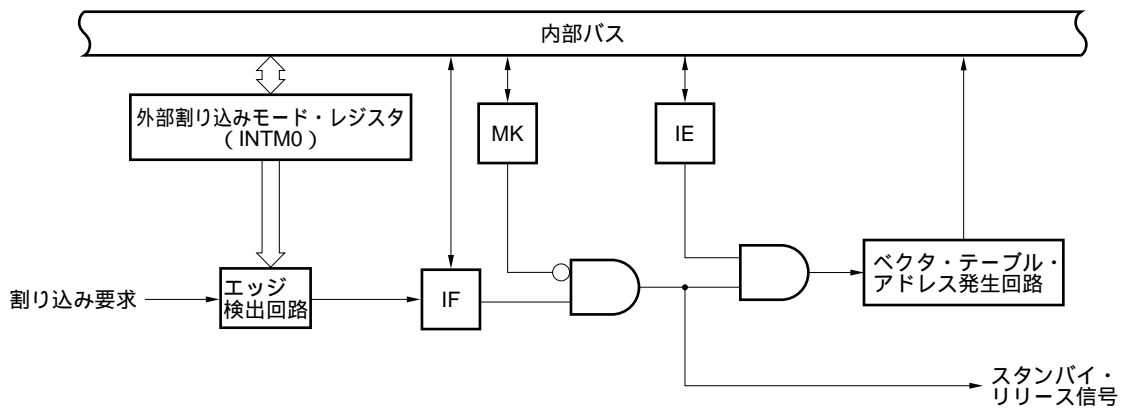 内部バス
外部割り込みモード・レジスタ
（INTM0）
MK
IE
割り込み要求
エッジ
検出回路
IF
ベクタ・テーブル・
アドレス発生回路
スタンバイ・
リリース信号